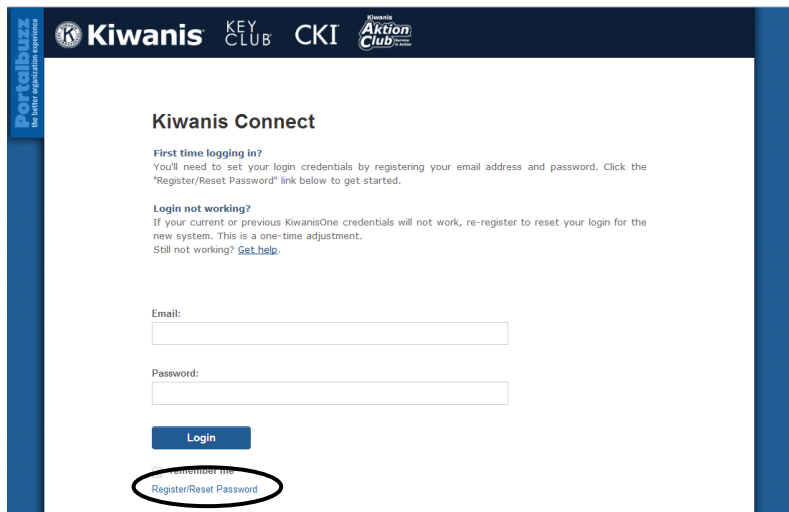 Portalbuzz
the better organization experience
Kiwanis KEY CLUB CKI Kiwanis Aktion Club Service in Action
Kiwanis Connect
First time logging in?
You'll need to set your login credentials by registering your email address and password. Click the
"Register/Reset Password" link below to get started.
Login not working?
If your current or previous KiwanisOne credentials will not work, re-register to reset your login for the
new system. This is a one-time adjustment.
Still not working? Get help.
Email:
Password:
Login
remember me
Register/Reset Password